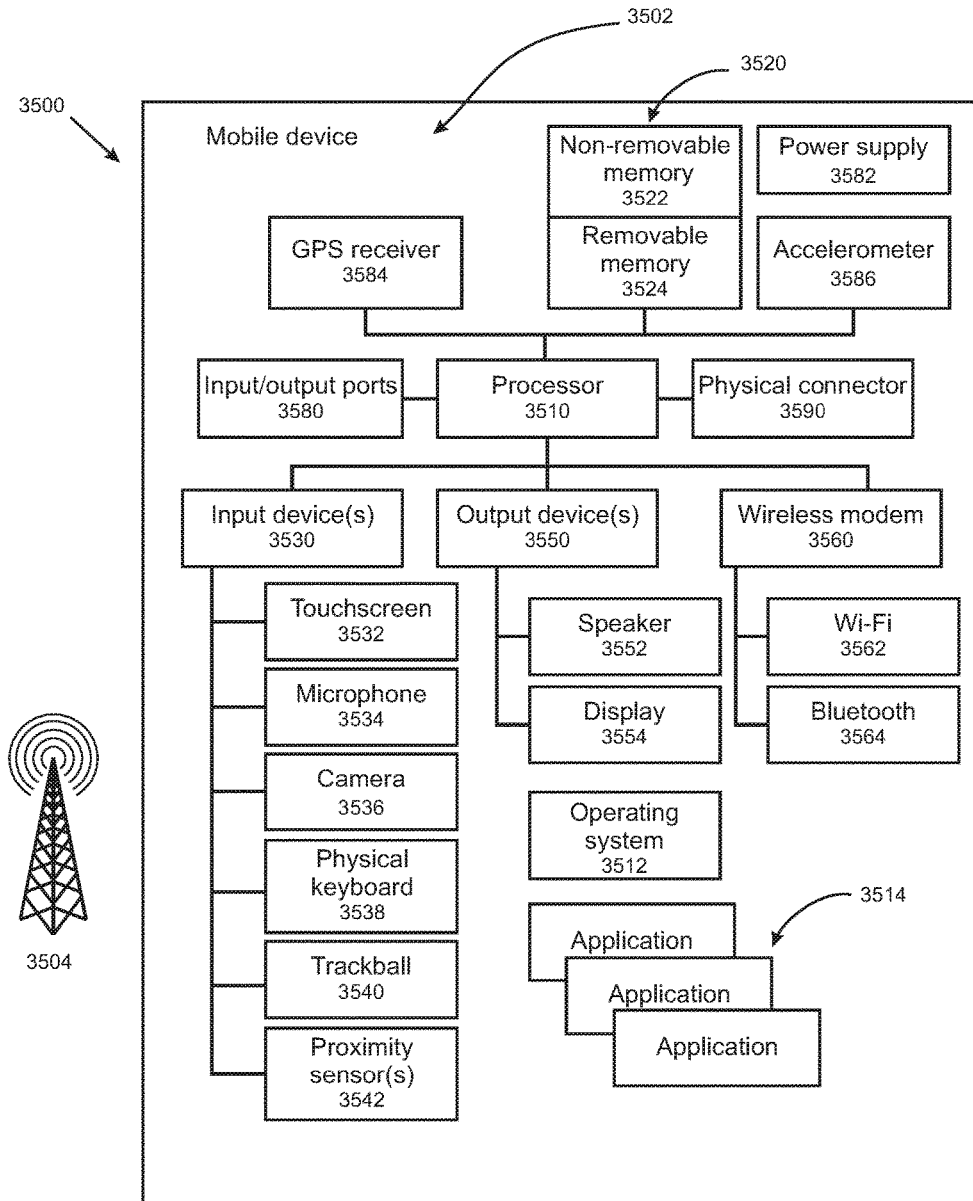 3502
3520
3500
Mobile device
Non-removable
memory
3522
Power supply
3582
GPS receiver
3584
Removable
memory
3524
Accelerometer
3586
Input/output ports
3580
Processor
3510
Physical connector
3590
Input device(s)
3530
Output device(s)
3550
Wireless modem
3560
Touchscreen
3532
Speaker
3552
Wi-Fi
3562
Microphone
3534
Display
3554
Bluetooth
3564
Camera
3536
Operating
system
3512
Physical
keyboard
3538
3514
Application
Application
Application
3504
Trackball
3540
Proximity
sensor(s)
3542